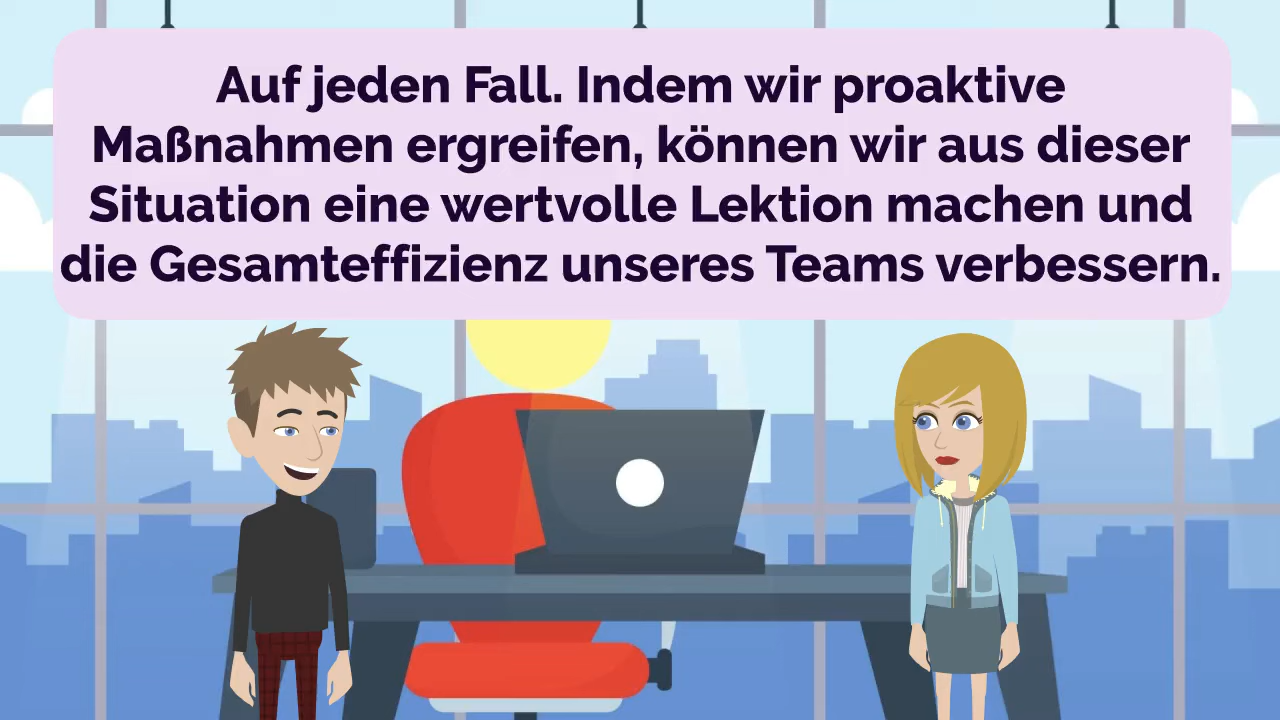 Auf jeden Fall. Indem wir proaktive
Maßnahmen ergreifen, können wir aus dieser
Situation eine wertvolle Lektion machen und
die Gesamteffizienz unseres Teams verbessern.